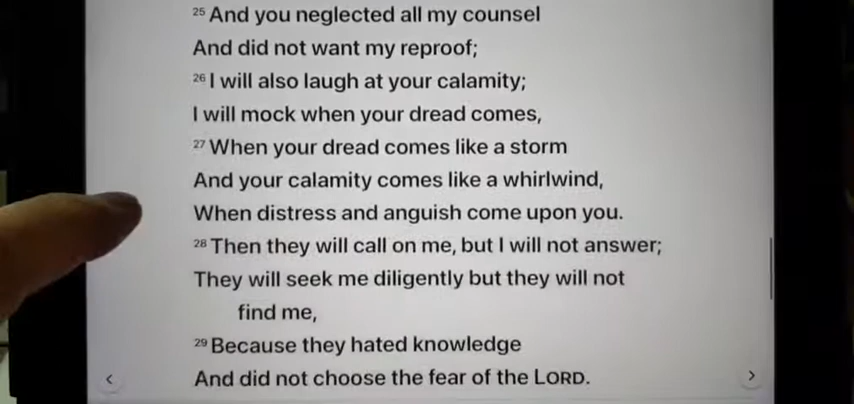 25 And you neglected all my counsel
And did not want my reproof;
26 I will also laugh at your calamity;
I will mock when your dread comes,
27 When your dread comes like a storm
And your calamity comes like a whirlwind,
When distress and anguish come upon you.
28 Then they will call on me, but I will not answer;
They will seek me diligently but they will not
find me,
29 Because they hated knowledge
And did not choose the fear of the LORD.